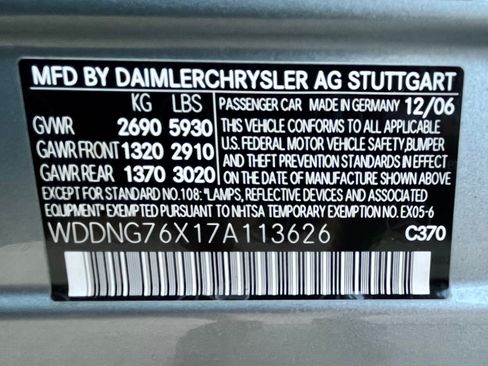 MFD BY DAIMLERCHRYSLER AG STUTTGART
KG LBS PASSENGER CAR MADE IN GERMANY 12/06
GVWR 2690 5930 THIS VEHICLE CONFORMS TO ALL APPLICABLE
U.S. FEDERAL MOTOR VEHICLE SAFETY, BUMPER
GAWR FRONT 1320 2910 AND THEFT PREVENTION STANDARDS IN EFFECT
GAWR REAR 1370 3020 ON THE DATE OF MANUFACTURE SHOWN ABOVE
EXCEPT FOR STANDARD NO. 108: "LAMPS, REFLECTIVE DEVICES AND ASSOCIATED
EQUIPMENT" EXEMPTED PURSUANT TO NHTSA TEMPORARY EXEMPTION NO. EX05-6
WDDNG76X17A113626 C370